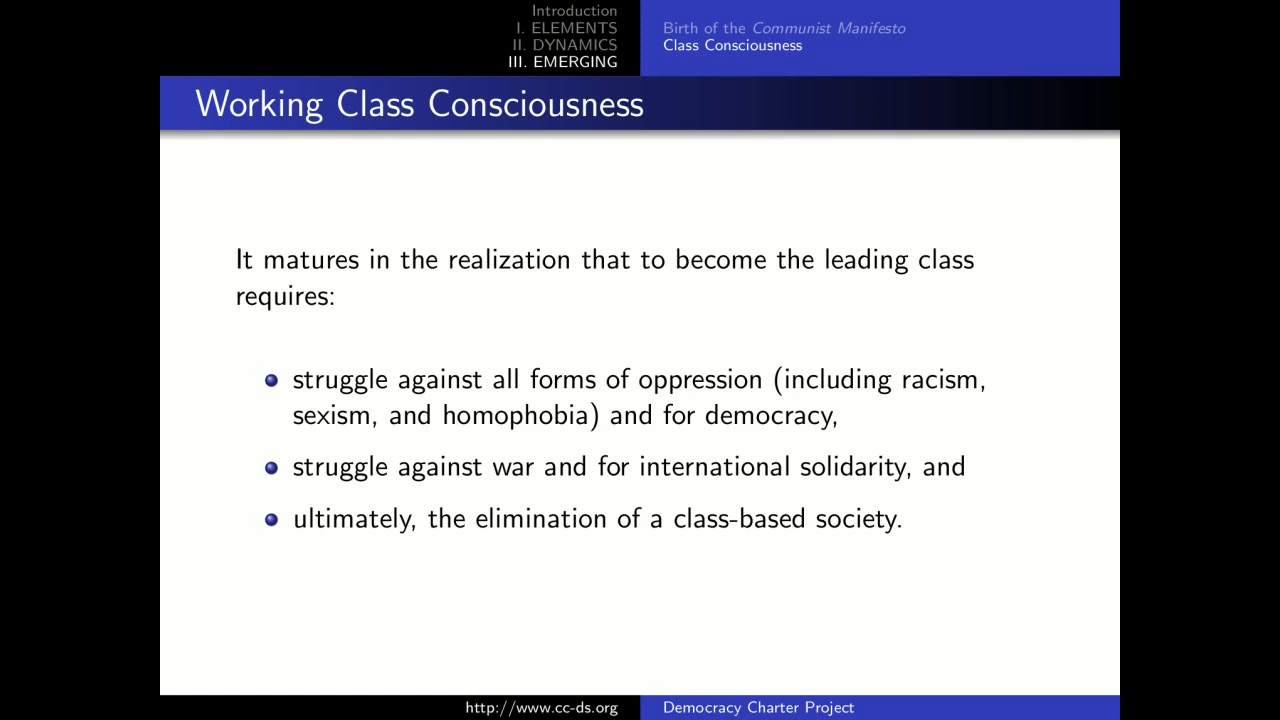 Introduction
I. ELEMENTS
II. DYNAMICS
III. EMERGING
Birth of the Communist Manifesto
Class Consciousness
Working Class Consciousness
It matures in the realization that to become the leading class
requires:
struggle against all forms of oppression (including racism,
sexism, and homophobia) and for democracy,
struggle against war and for international solidarity, and
ultimately, the elimination of a class-based society.
http://www.cc-ds.org
Democracy Charter Project